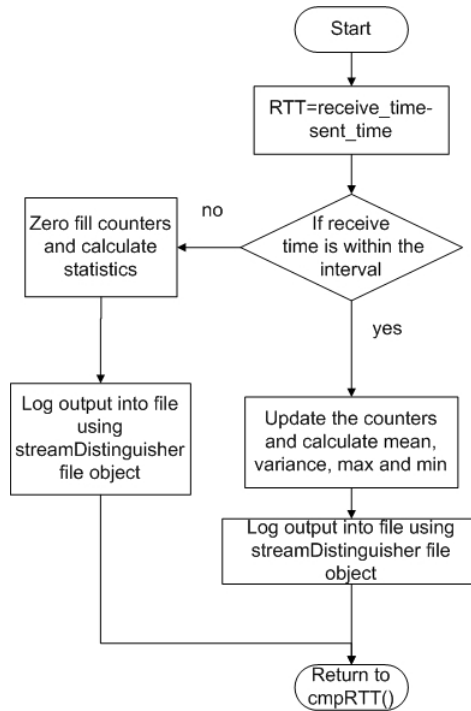 Start
RTT=receive_time-
sent_time
If receive
time is within the
interval
no
Zero fill counters
and calculate
statistics
yes
Log output into file
using
streamDistinguisher
file object
Update the counters
and calculate mean,
variance, max and min
Log output into file using
streamDistinguisher file
object
Return to
cmpRTT()